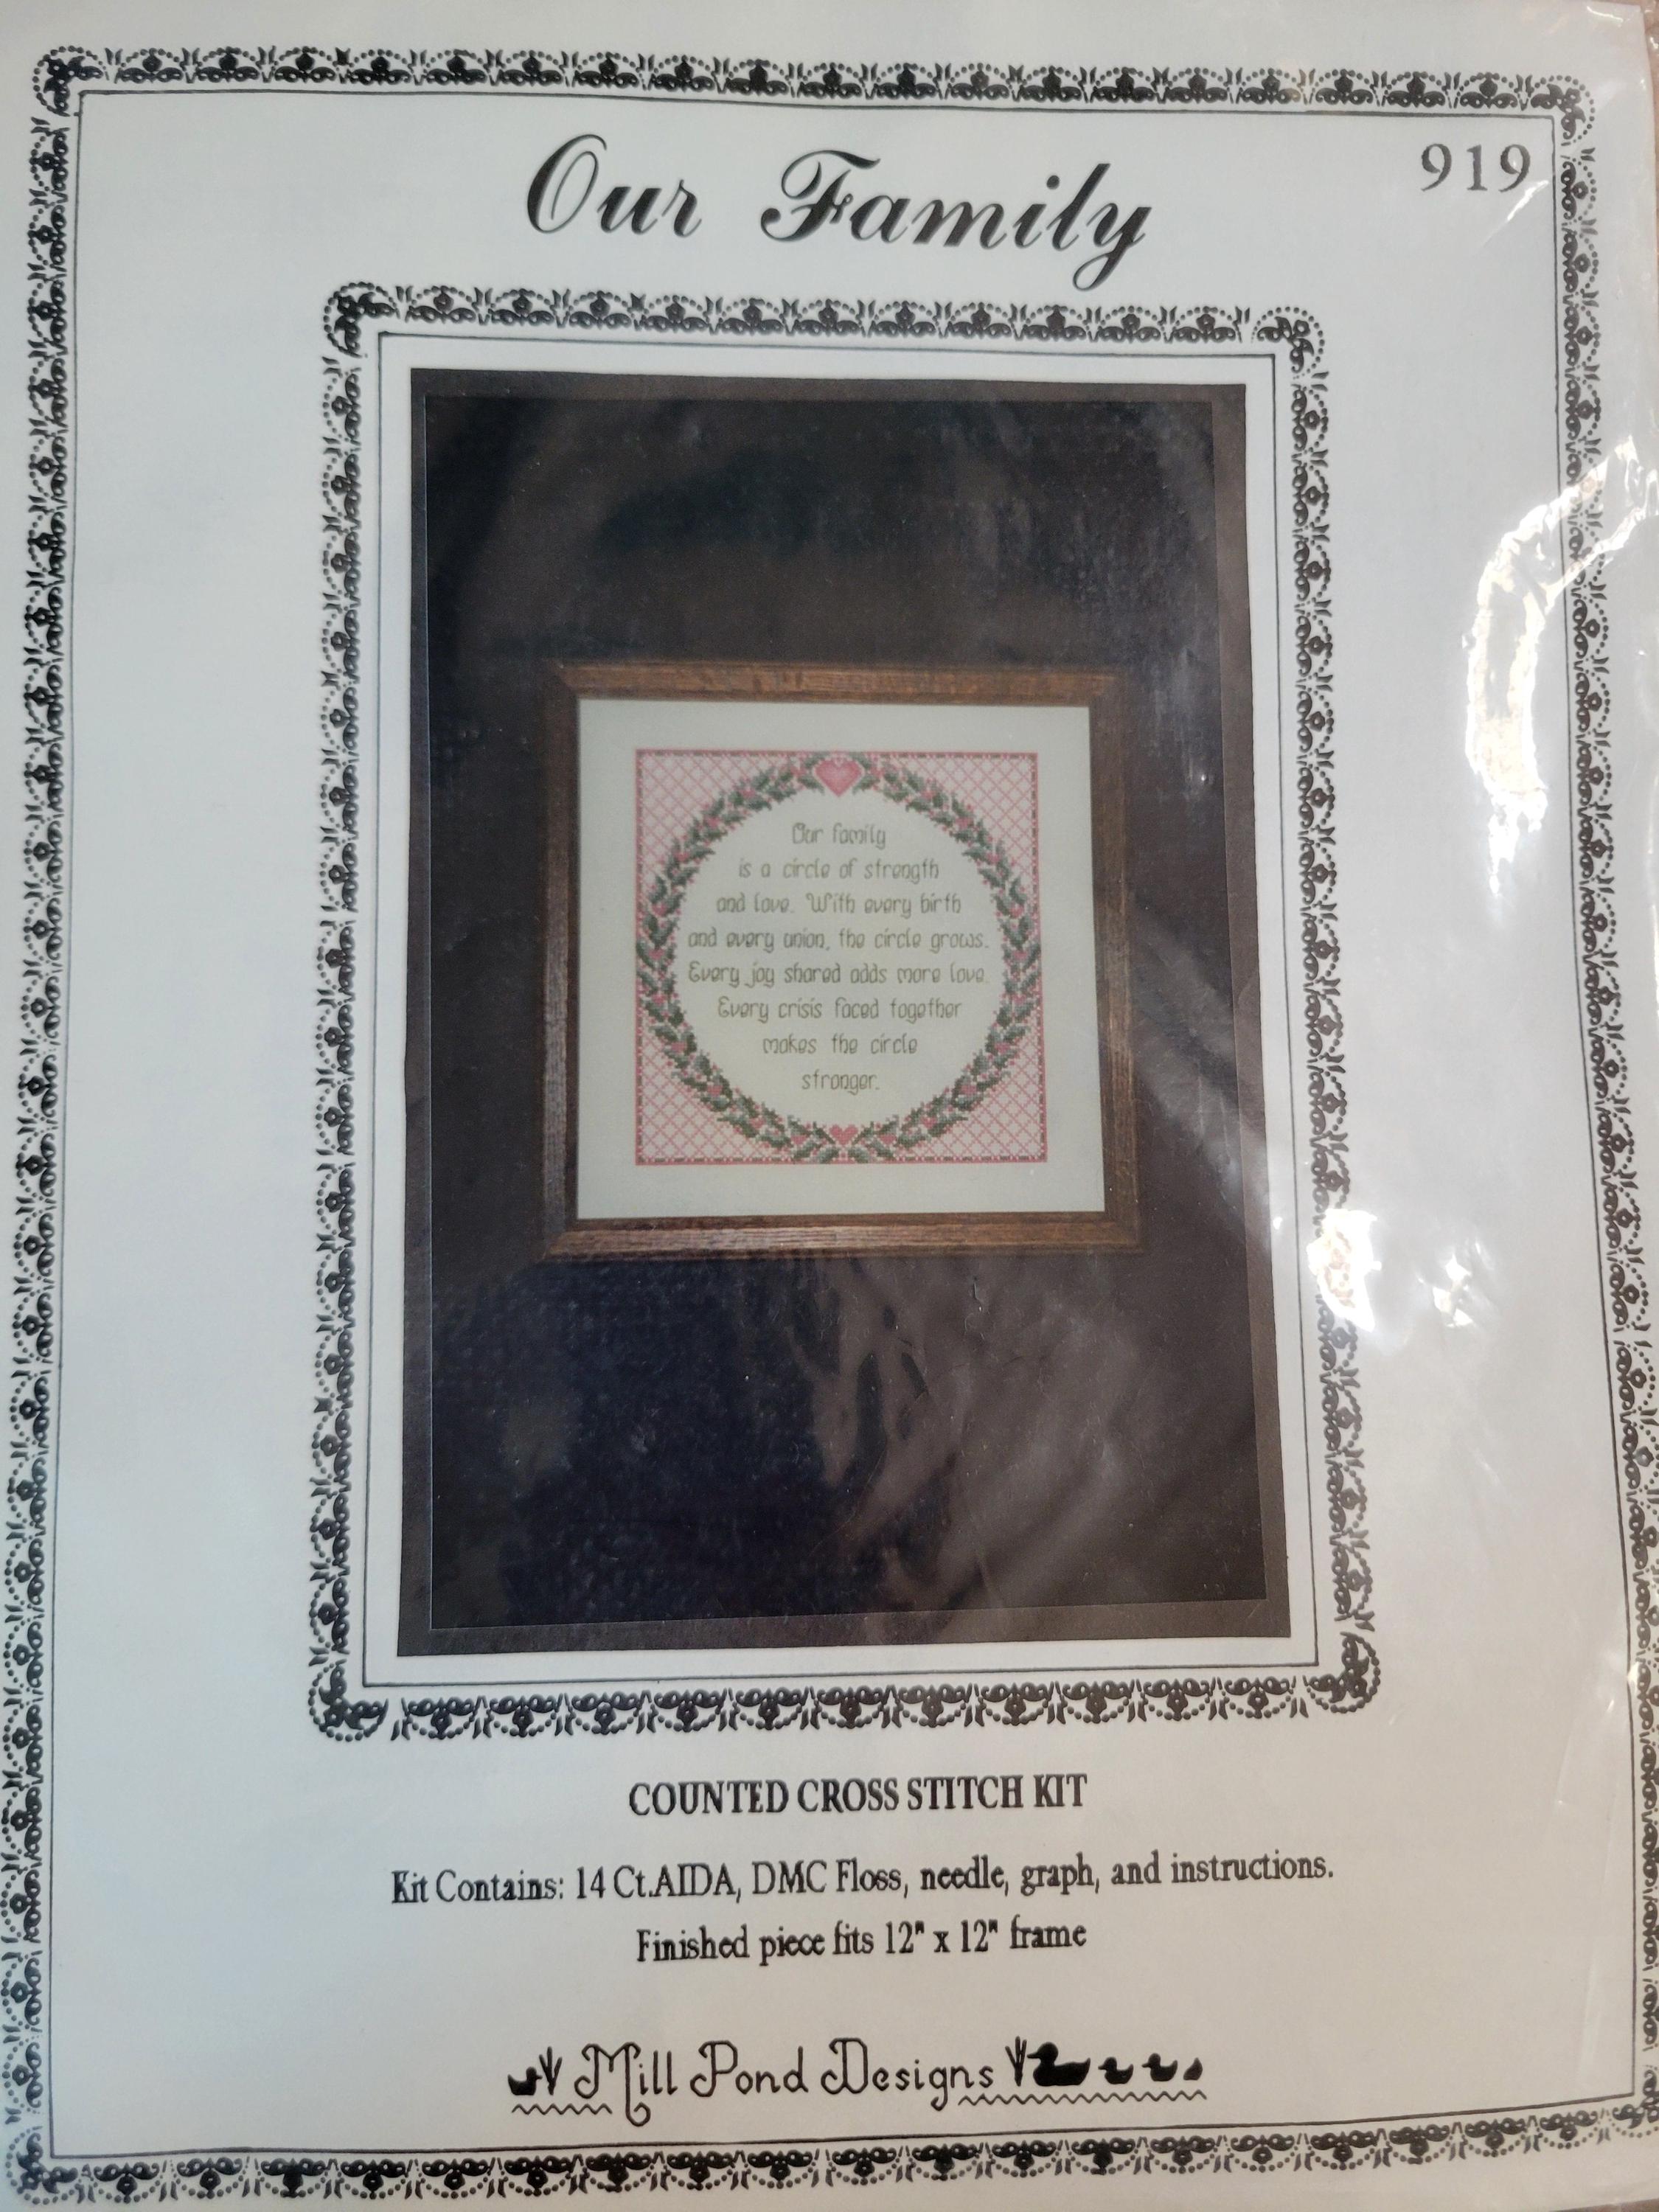 Our Family
919
Our family
is a circle of strength
and love. With every birth
and every union, the circle grows.
Every joy shared adds more love.
Every crisis faced together
makes the circle
stronger.
COUNTED CROSS STITCH KIT
Kit Contains: 14 Ct.AIDA, DMC Floss, needle, graph, and instructions.
Finished piece fits 12" x 12" frame
Mill Pond Designs